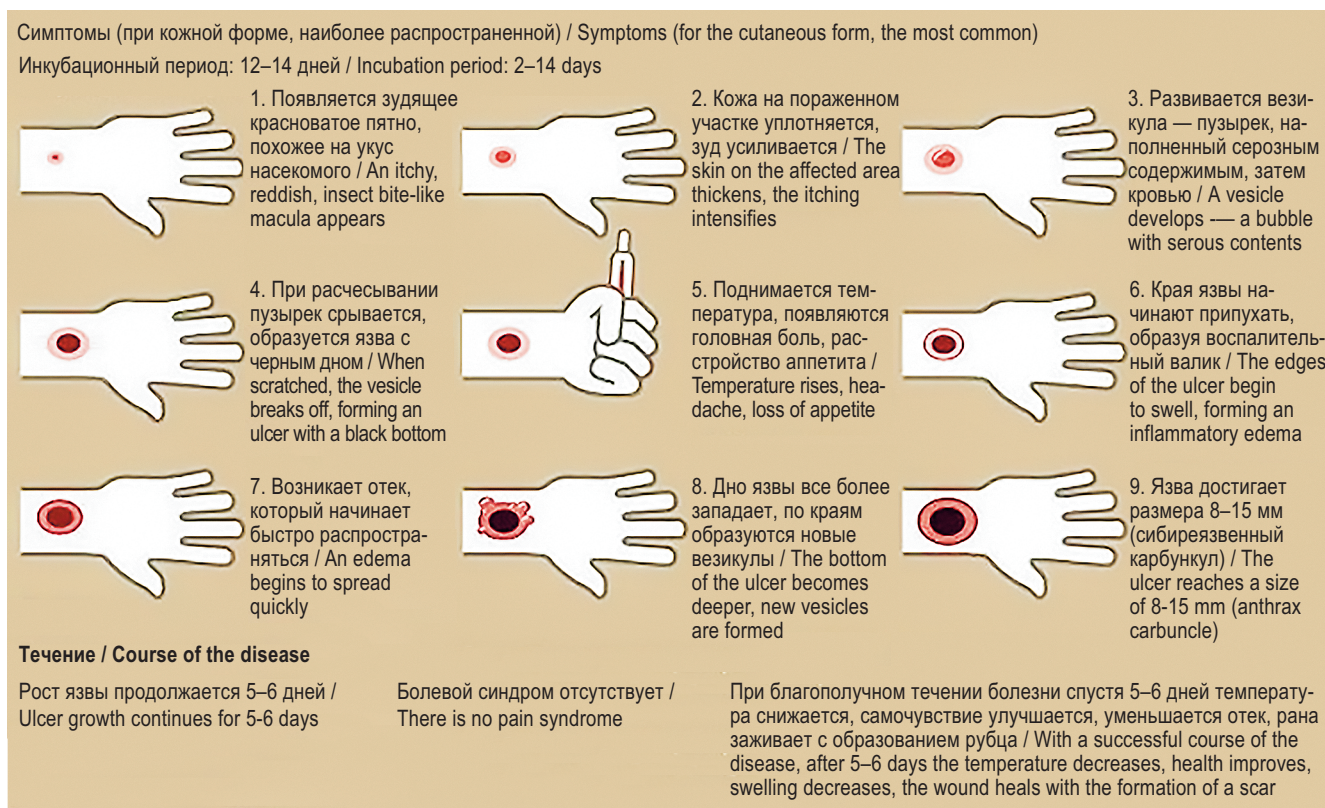 Симптомы (при кожной форме, наиболее распространенной) / Symptoms (for the cutaneous form, the most common)
Инкубационный период: 12–14 дней / Incubation period: 2–14 days
1. Появляется зудящее
красноватое пятно,
похожее на укус
насекомого / An itchy,
reddish, insect bite-like
macula appears
2. Кожа на пораженном
участке уплотняется,
зуд усиливается / The
skin on the affected area
thickens, the itching
intensifies
3. Развивается вези-
кула — пузырек, на-
полненный серозным
содержимым, затем
кровью / A vesicle
develops -— a bubble
with serous contents
4. При расчесывании
пузырек срывается,
образуется язва с
черным дном / When
scratched, the vesicle
breaks off, forming an
ulcer with a black bottom
5. Поднимается тем-
пература, появляются
головная боль, рас-
стройство аппетита /
Temperature rises, hea-
dache, loss of appetite
6. Края язвы на-
чинают припухать,
образуя воспалитель-
ный валик / The edges
of the ulcer begin
to swell, forming an
inflammatory edema
7. Возникает отек,
который начинает
быстро распростра-
няться / An edema
begins to spread
quickly
8. Дно язвы все более
западает, по краям
образуются новые
везикулы / The bottom
of the ulcer becomes
deeper, new vesicles
are formed
9. Язва достигает
размера 8–15 мм
(сибиреязвенный
карбункул) / The
ulcer reaches a size
of 8-15 mm (anthrax
carbuncle)
Течение / Course of the disease
Рост язвы продолжается 5–6 дней /
Ulcer growth continues for 5-6 days
Болевой синдром отсутствует /
There is no pain syndrome
При благополучном течении болезни спустя 5–6 дней температу-
ра снижается, самочувствие улучшается, уменьшается отек, рана
заживает с образованием рубца / With a successful course of the
disease, after 5–6 days the temperature decreases, health improves,
swelling decreases, the wound heals with the formation of a scar